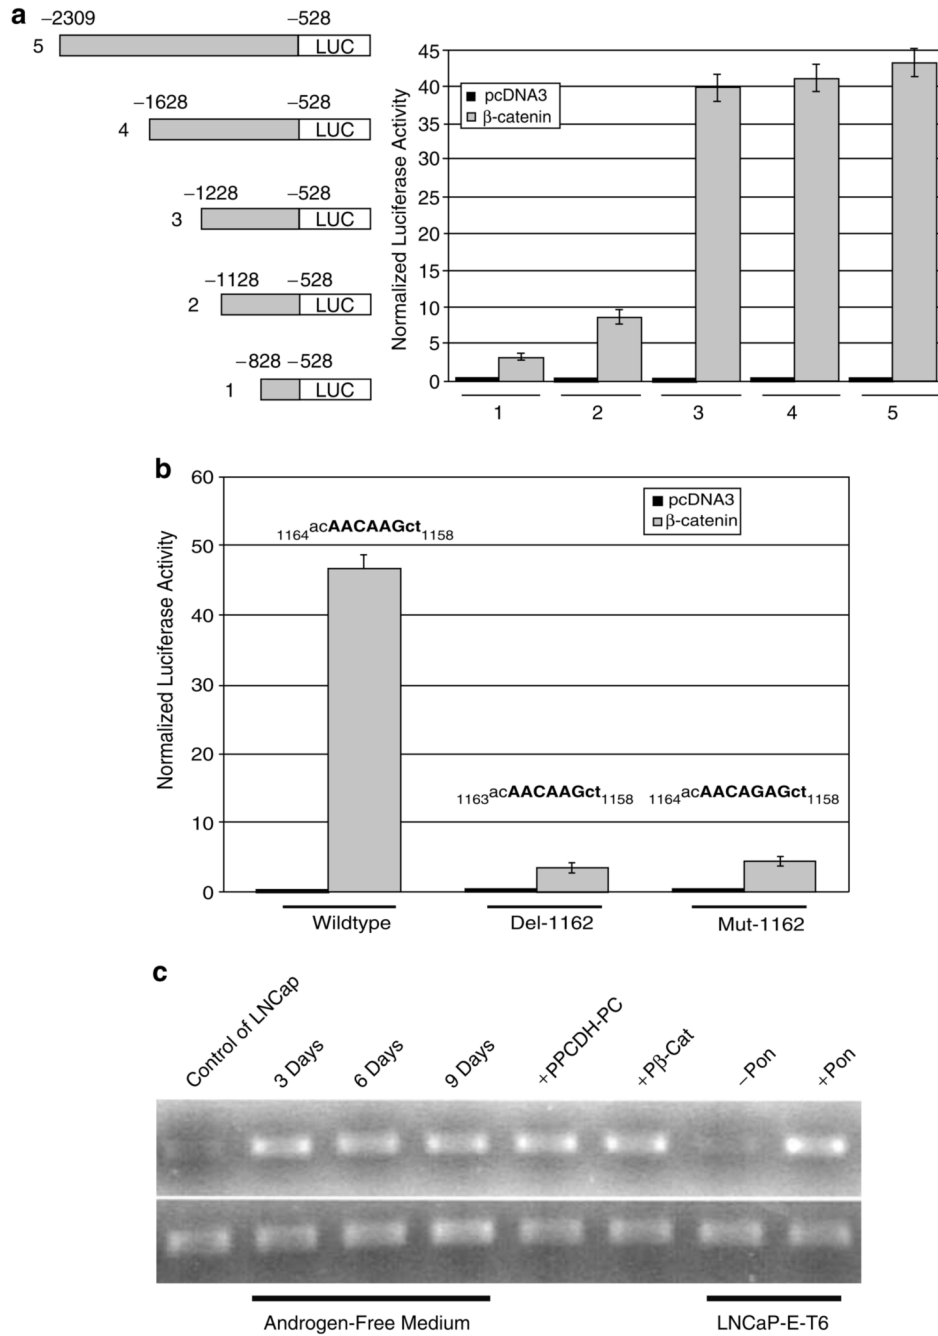 a
−2309 −528
5 LUC
−1628 −528
4 LUC
−1228 −528
3 LUC
−1128 −528
2 LUC
−828 −528
1 LUC
Normalized Luciferase Activity
45
40
35
30
25
20
15
10
5
0
pcDNA3
β-catenin
1 2 3 4 5
b
Normalized Luciferase Activity
60
50
40
30
20
10
0
pcDNA3
β-catenin
1164acAACAAGct1158
1163acAACAAGct1158 1164acAACAGAGct1158
Wildtype Del-1162 Mut-1162
c
Control of LNCap
3 Days
6 Days
9 Days
+PPCDH-PC
+Pβ-Cat
−Pon
+Pon
Androgen-Free Medium LNCaP-E-T6